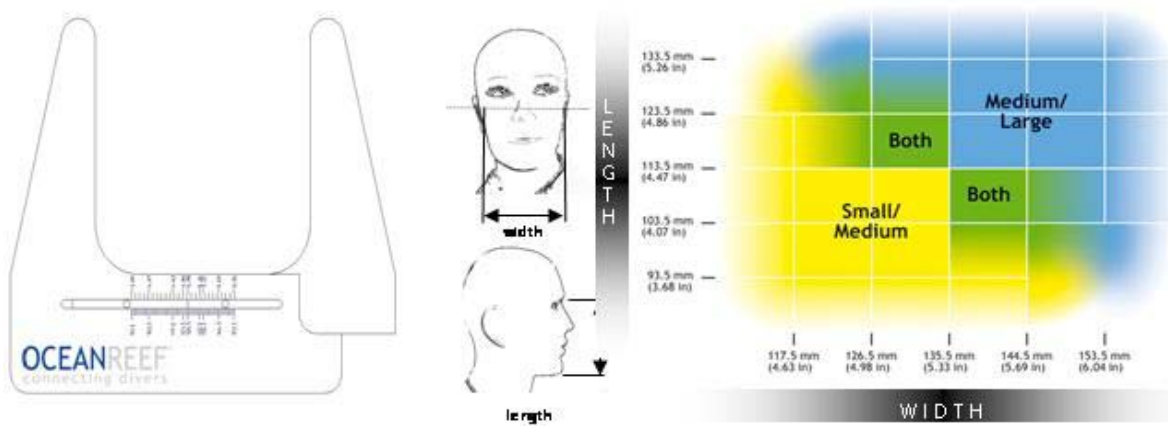 OCEANREEF
connecting divers
width
length
LENGTH
133.5 mm
(5.26 in)
123.5 mm
(4.86 in)
113.5 mm
(4.47 in)
103.5 mm
(4.07 in)
93.5 mm
(3.68 in)
Medium/
Large
Both
Both
Small/
Medium
117.5 mm
(4.63 in)
126.5 mm
(4.98 in)
135.5 mm
(5.33 in)
144.5 mm
(5.69 in)
153.5 mm
(6.04 in)
WIDTH